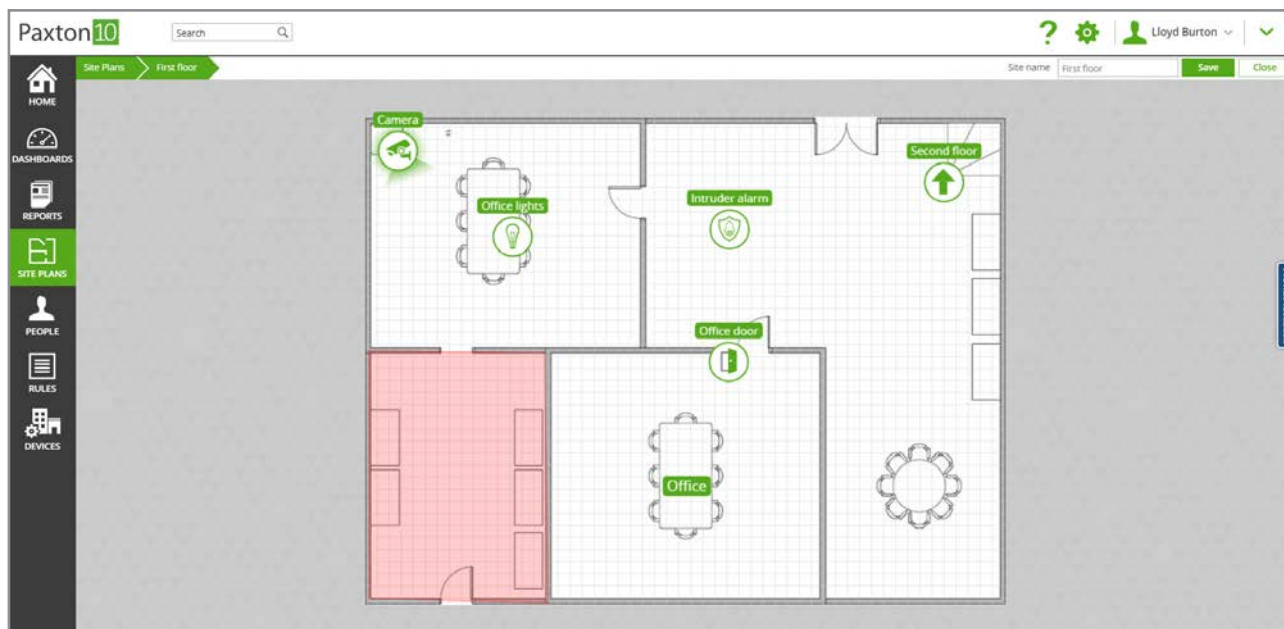 Paxton10
Search
Lloyd Burton
Site Plans
First floor
Site name
First floor
Save
Close
HOME
DASHBOARDS
REPORTS
SITE PLANS
PEOPLE
RULES
DEVICES
Camera
Office lights
Intruder alarm
Second floor
Office door
Office